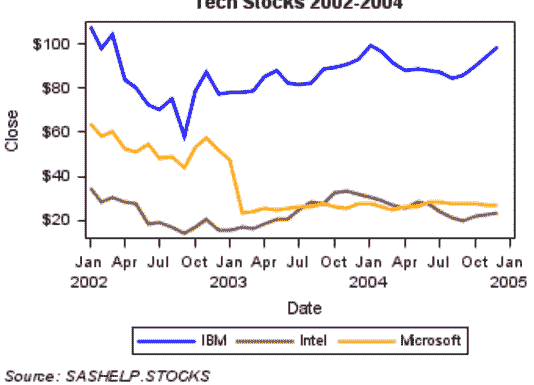 Tech Stocks 2002-2004
$100
$80
$60
$40
$20
Close
Jan Apr Jul Oct Jan Apr Jul Oct Jan Apr Jul Oct Jan
2002 2003 2004 2005
Date
IBM Intel Microsoft
Source: SASHELP.STOCKS